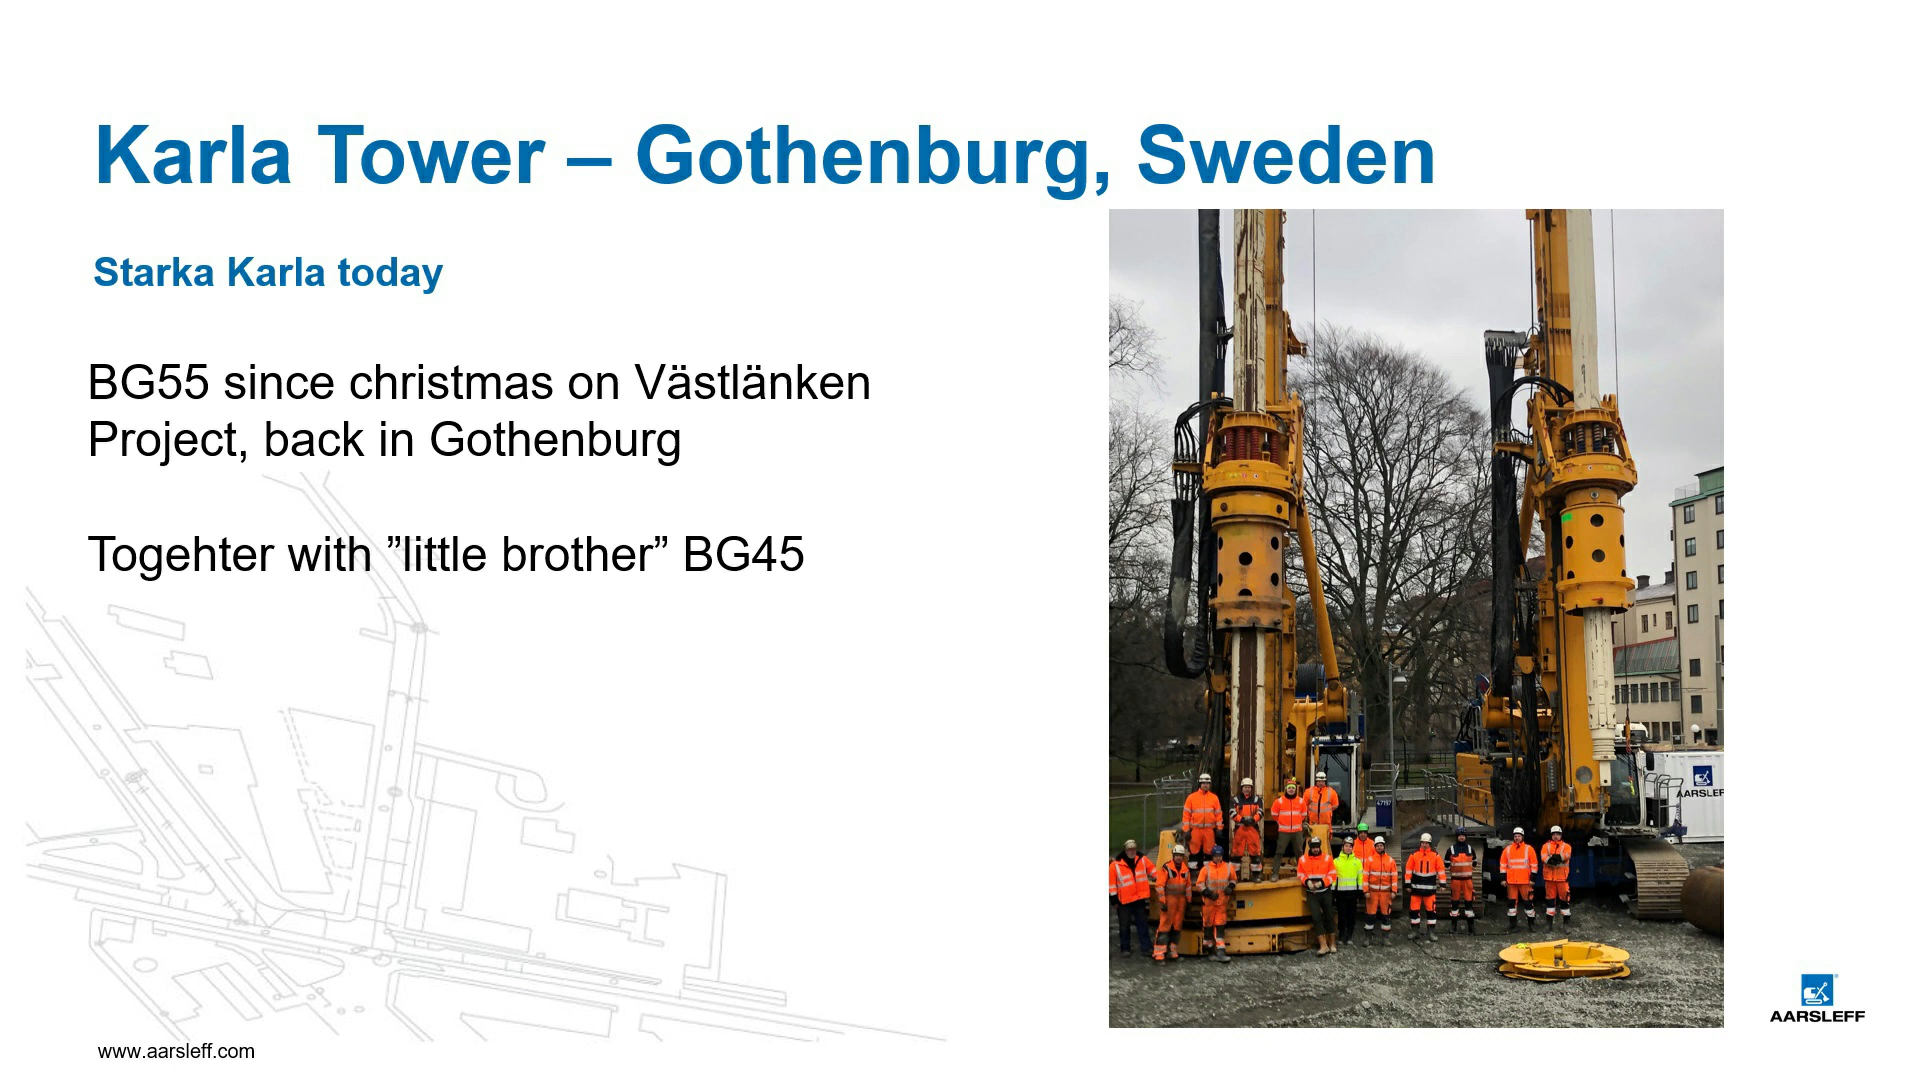 Karla Tower – Gothenburg, Sweden
Starka Karla today
BG55 since christmas on Västlänken
Project, back in Gothenburg
Togehter with ”little brother” BG45
AARSLEF
AARSLEFF
www.aarsleff.com